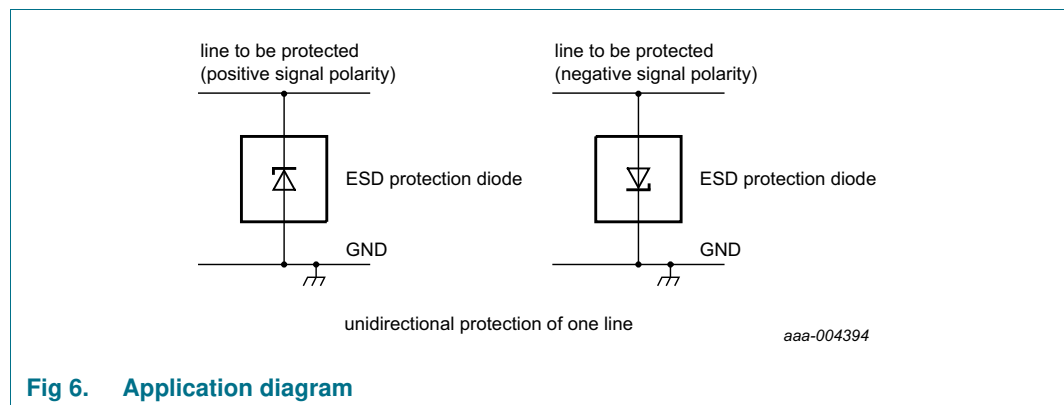 line to be protected
(positive signal polarity)
ESD protection diode
GND
line to be protected
(negative signal polarity)
ESD protection diode
GND
unidirectional protection of one line
aaa-004394
Fig 6. Application diagram